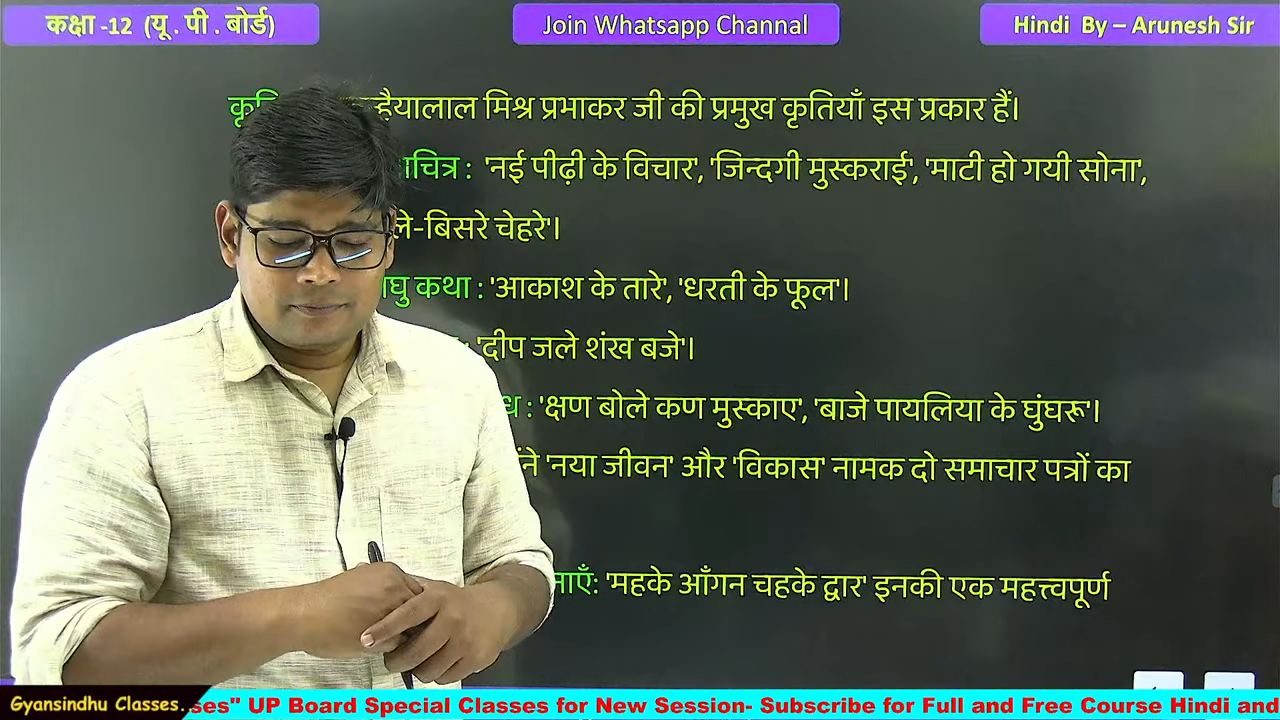 कक्षा -12 (यू . पी . बोर्ड)
Join Whatsapp Channal
Hindi By – Arunesh Sir
मिश्र प्रभाकर जी की प्रमुख कृतियाँ इस प्रकार हैं।
'नई पीढ़ी के विचार', 'जिन्दगी मुस्कराई', 'माटी हो गयी सोना',
ले-बिसरे चेहरे'।
कथा : 'आकाश के तारे', 'धरती के फूल'।
'दीप जले शंख बजे'।
'क्षण बोले कण मुस्काए', 'बाजे पायलिया के घुंघरू'।
'नया जीवन' और 'विकास' नामक दो समाचार पत्रों का
'महके आँगन चहके द्वार' इनकी एक महत्त्वपूर्ण
Gyansindhu Classes.
ses" UP Board Special Classes for New Session- Subscribe for Full and Free Course Hindi and